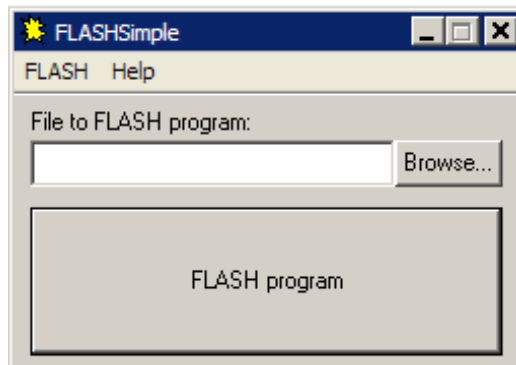 FLASHSimple
FLASH Help
File to FLASH program:
Browse...
FLASH program